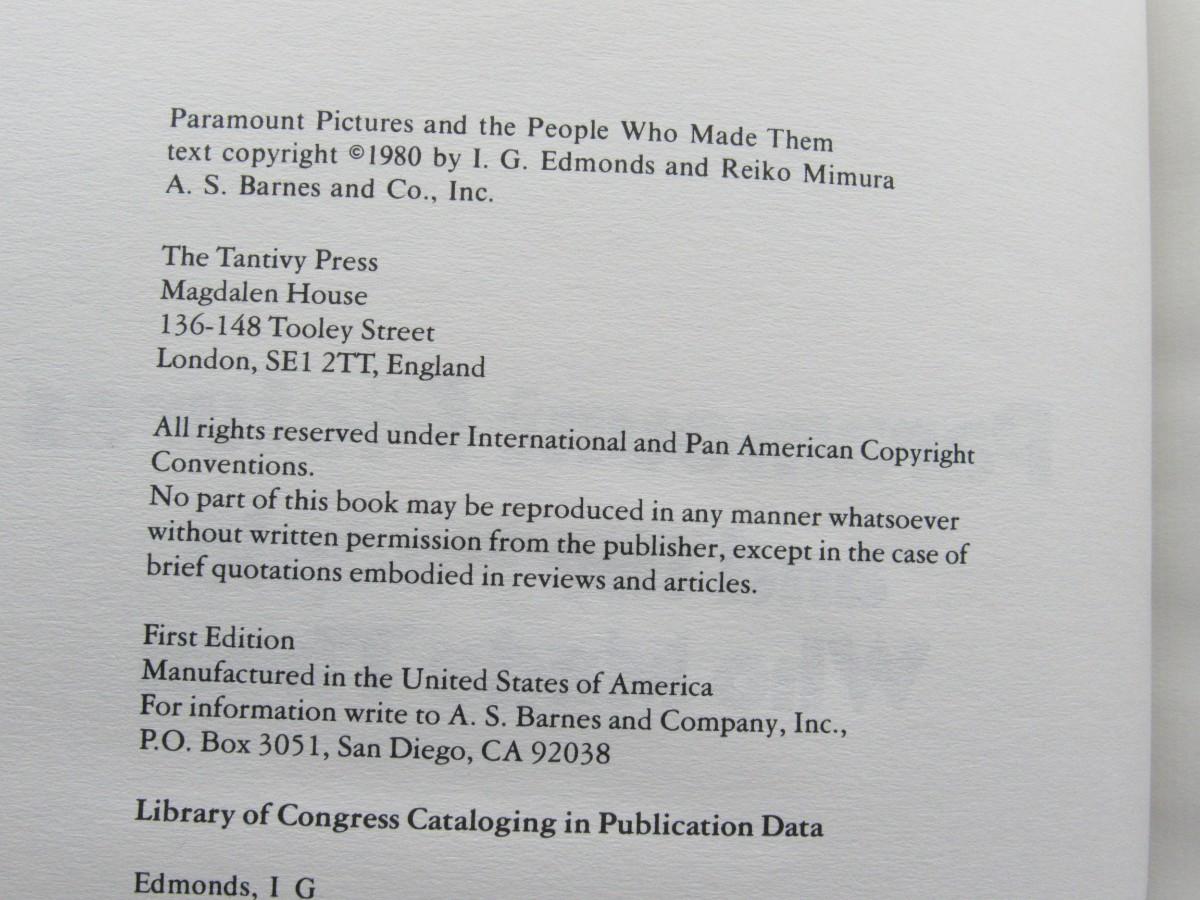 Paramount Pictures and the People Who Made Them
text copyright ©1980 by I. G. Edmonds and Reiko Mimura
A. S. Barnes and Co., Inc.
The Tantivy Press
Magdalen House
136-148 Tooley Street
London, SE1 2TT, England
All rights reserved under International and Pan American Copyright
Conventions.
No part of this book may be reproduced in any manner whatsoever
without written permission from the publisher, except in the case of
brief quotations embodied in reviews and articles.
First Edition
Manufactured in the United States of America
For information write to A. S. Barnes and Company, Inc.,
P.O. Box 3051, San Diego, CA 92038
Library of Congress Cataloging in Publication Data
Edmonds, I G